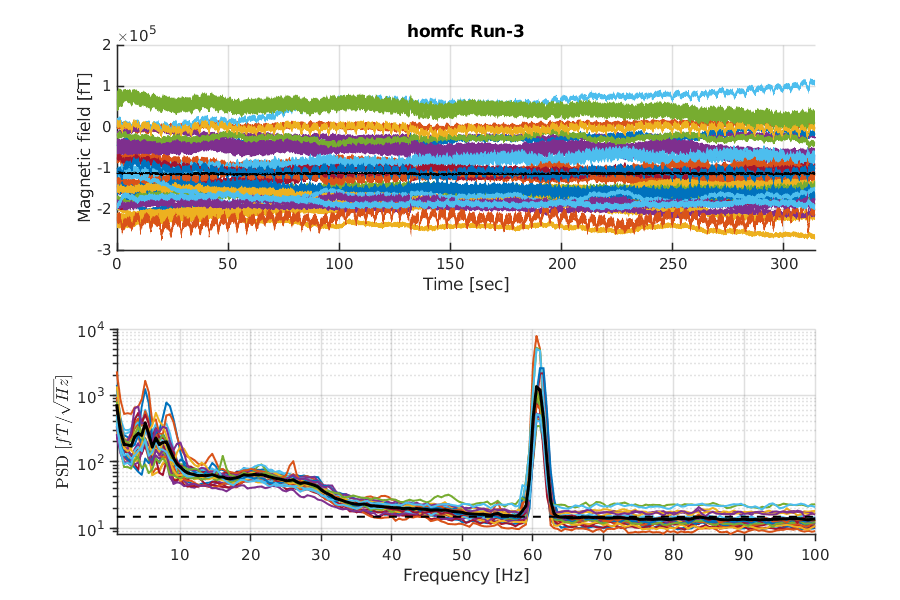 homfc Run-3
×10^5
Magnetic ffield [fT]
2
1
0
-1
-2
-3
0 50 100 150 200 250 300
Time [sec]
PSD [fT/√Hz]
10^4
10^3
10^2
10^1
10 20 30 40 50 60 70 80 90 100
Frequency [Hz]